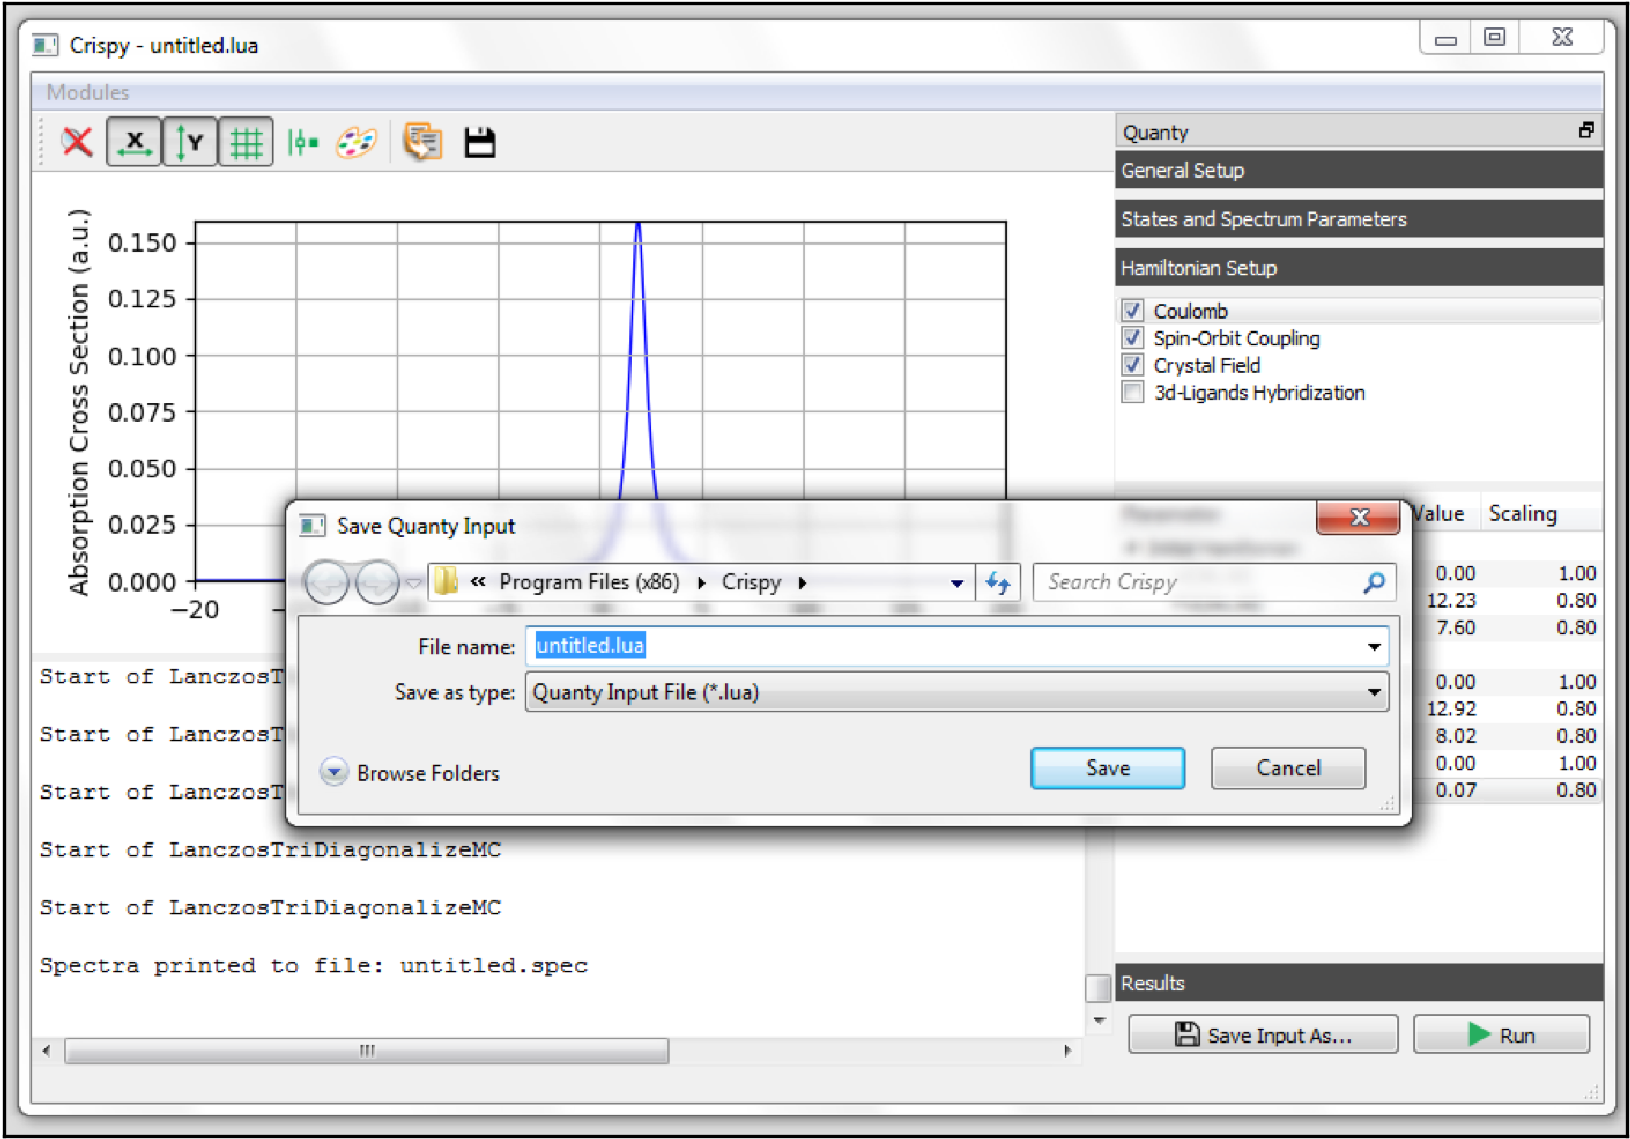 Crispy - untitled.lua
Modules
X
Y
Quanty
General Setup
States and Spectrum Parameters
Hamiltonian Setup
Coulomb
Spin-Orbit Coupling
Crystal Field
3d-Ligands Hybridization
Absorption Cross Section (a.u.)
0.150
0.125
0.100
0.075
0.050
0.025
0.000
−20
Value Scaling
0.00 1.00
12.23 0.80
7.60 0.80
0.00 1.00
12.92 0.80
8.02 0.80
0.00 1.00
0.07 0.80
Save Quanty Input
« Program Files (x86) Crispy
Search Crispy
File name: untitled.lua
Save as type: Quanty Input File (*.lua)
Browse Folders
Save
Cancel
Start of LanczosT
Start of LanczosT
Start of LanczosT
Start of LanczosTriDiagonalizeMC
Start of LanczosTriDiagonalizeMC
Spectra printed to file: untitled.spec
Results
Save Input As...
Run